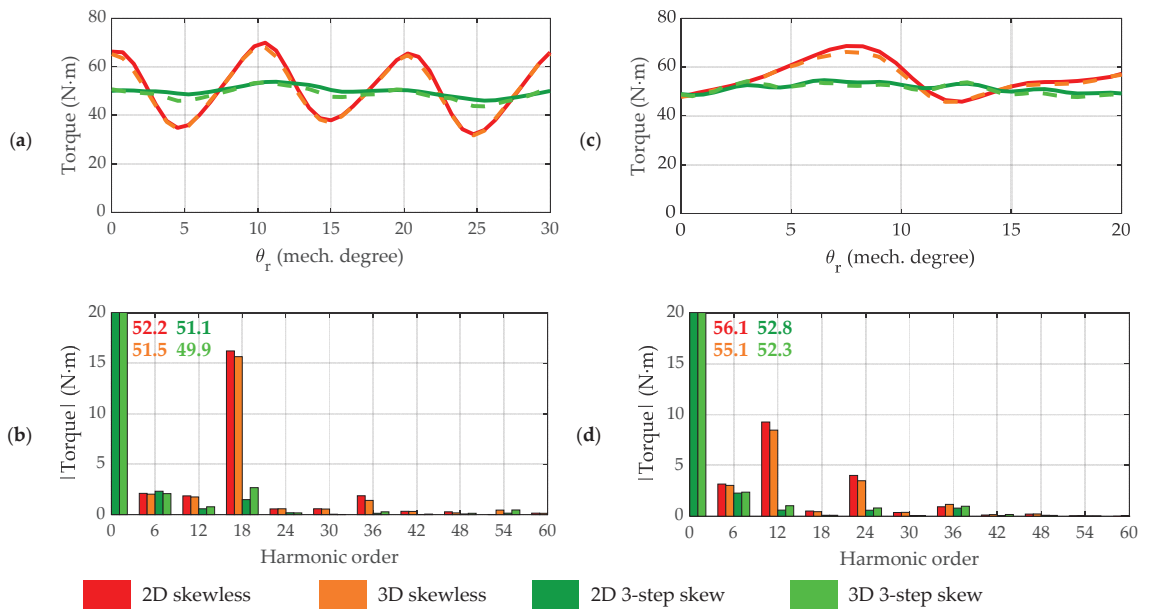 (a)
Torque (N·m)
80
60
40
20
0
0 5 10 15 20 25 30
θr (mech. degree)
(c)
Torque (N·m)
80
60
40
20
0
0 5 10 15 20
θr (mech. degree)
(b)
|Torque| (N·m)
20
15
10
5
0
52.2 51.1
51.5 49.9
0 6 12 18 24 30 36 42 48 54 60
Harmonic order
(d)
|Torque| (N·m)
20
15
10
5
0
56.1 52.8
55.1 52.3
0 6 12 18 24 30 36 42 48 54 60
Harmonic order
2D skewless 3D skewless 2D 3-step skew 3D 3-step skew